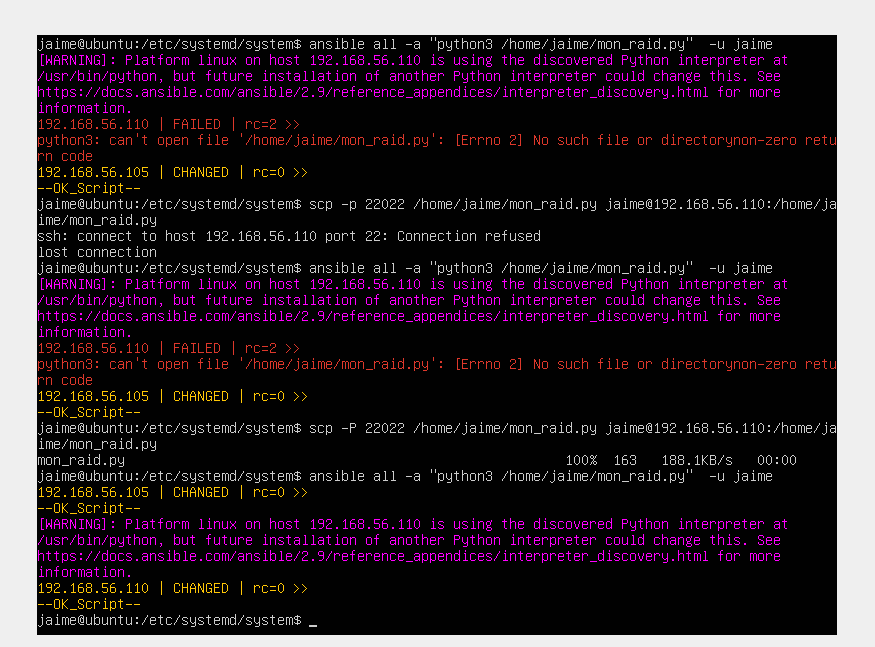 jaime@ubuntu:/etc/systemd/system$ ansible all -a "python3 /home/jaime/mon_raid.py"  -u jaime
[WARNING]: Platform linux on host 192.168.56.110 is using the discovered Python interpreter at
/usr/bin/python, but future installation of another Python interpreter could change this. See
https://docs.ansible.com/ansible/2.9/reference_appendices/interpreter_discovery.html for more
information.
192.168.56.110 | FAILED | rc=2 >>
python3: can't open file '/home/jaime/mon_raid.py': [Errno 2] No such file or directorynon-zero retu
rn code
192.168.56.105 | CHANGED | rc=0 >>
--OK_Script--
jaime@ubuntu:/etc/systemd/system$ scp -p 22022 /home/jaime/mon_raid.py jaime@192.168.56.110:/home/ja
ime/mon_raid.py
ssh: connect to host 192.168.56.110 port 22: Connection refused
lost connection
jaime@ubuntu:/etc/systemd/system$ ansible all -a "python3 /home/jaime/mon_raid.py"  -u jaime
[WARNING]: Platform linux on host 192.168.56.110 is using the discovered Python interpreter at
/usr/bin/python, but future installation of another Python interpreter could change this. See
https://docs.ansible.com/ansible/2.9/reference_appendices/interpreter_discovery.html for more
information.
192.168.56.110 | FAILED | rc=2 >>
python3: can't open file '/home/jaime/mon_raid.py': [Errno 2] No such file or directorynon-zero retu
rn code
192.168.56.105 | CHANGED | rc=0 >>
--OK_Script--
jaime@ubuntu:/etc/systemd/system$ scp -P 22022 /home/jaime/mon_raid.py jaime@192.168.56.110:/home/ja
ime/mon_raid.py
mon_raid.py                                                       100%  163   188.1KB/s   00:00
jaime@ubuntu:/etc/systemd/system$ ansible all -a "python3 /home/jaime/mon_raid.py"  -u jaime
192.168.56.105 | CHANGED | rc=0 >>
--OK_Script--
[WARNING]: Platform linux on host 192.168.56.110 is using the discovered Python interpreter at
/usr/bin/python, but future installation of another Python interpreter could change this. See
https://docs.ansible.com/ansible/2.9/reference_appendices/interpreter_discovery.html for more
information.
192.168.56.110 | CHANGED | rc=0 >>
--OK_Script--
jaime@ubuntu:/etc/systemd/system$ _